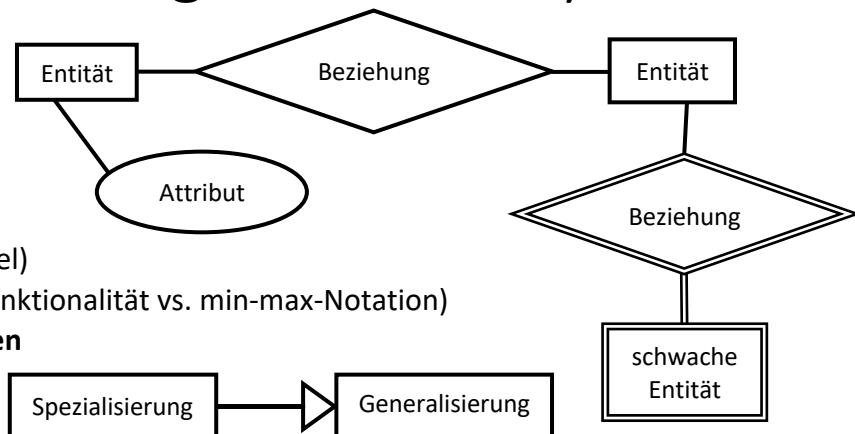 Entität
Beziehung
Entität
Attribut
Beziehung
el)
nktionalität vs. min-max-Notation)
en
schwache
Entität
Spezialisierung
Generalisierung